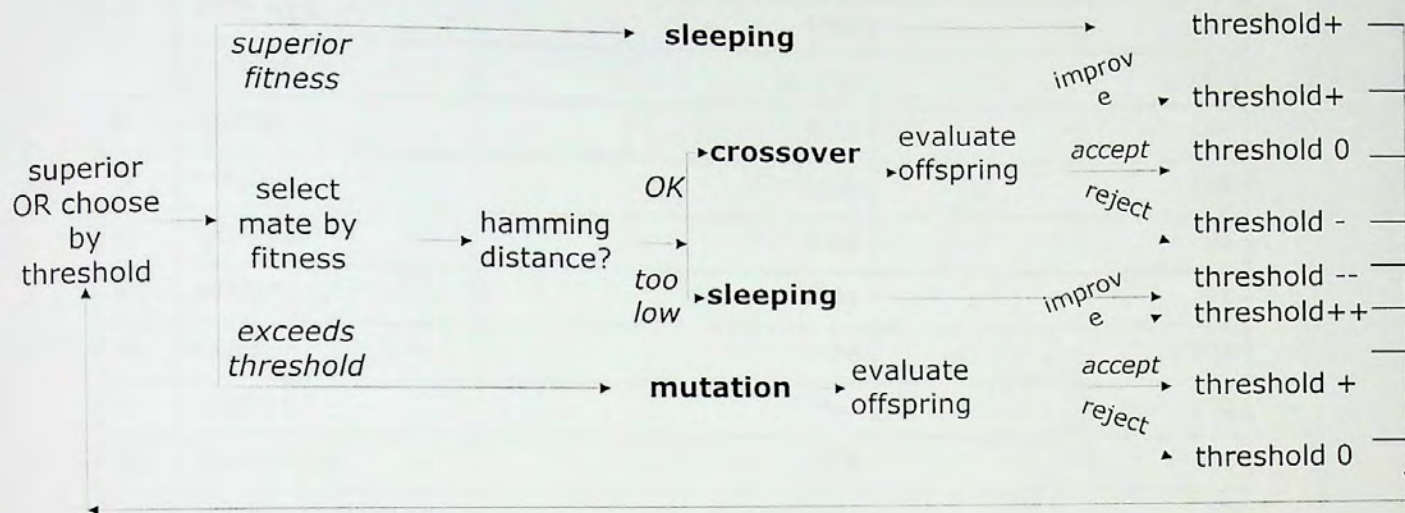 superior
fitness
sleeping
threshold+
improv
e
threshold+
superior
OR choose
by
threshold
select
mate by
fitness
hamming
distance?
OK
too
low
crossover
evaluate
offspring
accept
threshold 0
reject
threshold -
sleeping
threshold --
improv
e
threshold++
exceeds
threshold
mutation
evaluate
offspring
accept
threshold +
reject
threshold 0